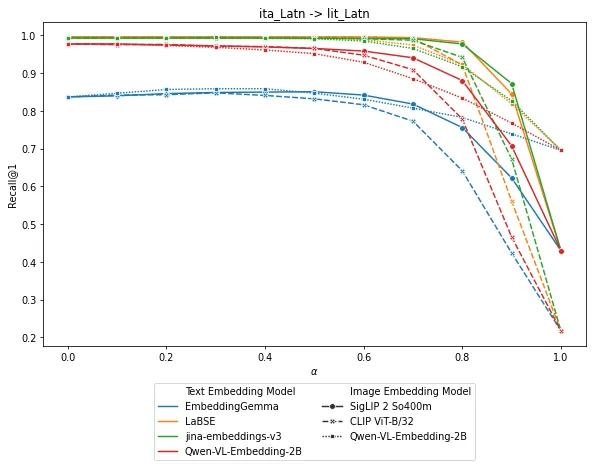 ita_Latn -> lit_Latn
Recall@1
1.0
0.9
0.8
0.7
0.6
0.5
0.4
0.3
0.2
0.0 0.2 0.4 0.6 0.8 1.0
α
Text Embedding Model Image Embedding Model
EmbeddingGemma SigLIP 2 So400m
LaBSE CLIP ViT-B/32
jina-embeddings-v3 Qwen-VL-Embedding-2B
Qwen-VL-Embedding-2B